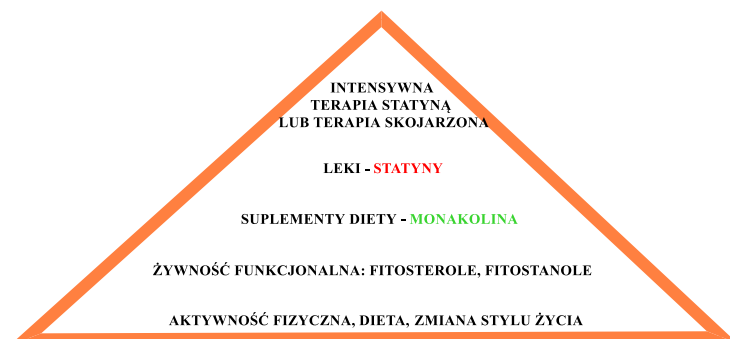 INTENSYWNA
TERAPIA STATYNĄ
LUB TERAPIA SKOJARZONA
LEKI - STATYNY
SUPLEMENTY DIETY - MONAKOLINA
ŻYWNOŚĆ FUNKCJONALNA: FITOSTEROLE, FITOSTANOLE
AKTYWNOŚĆ FIZYCZNA, DIETA, ZMIANA STYLU ŻYCIA